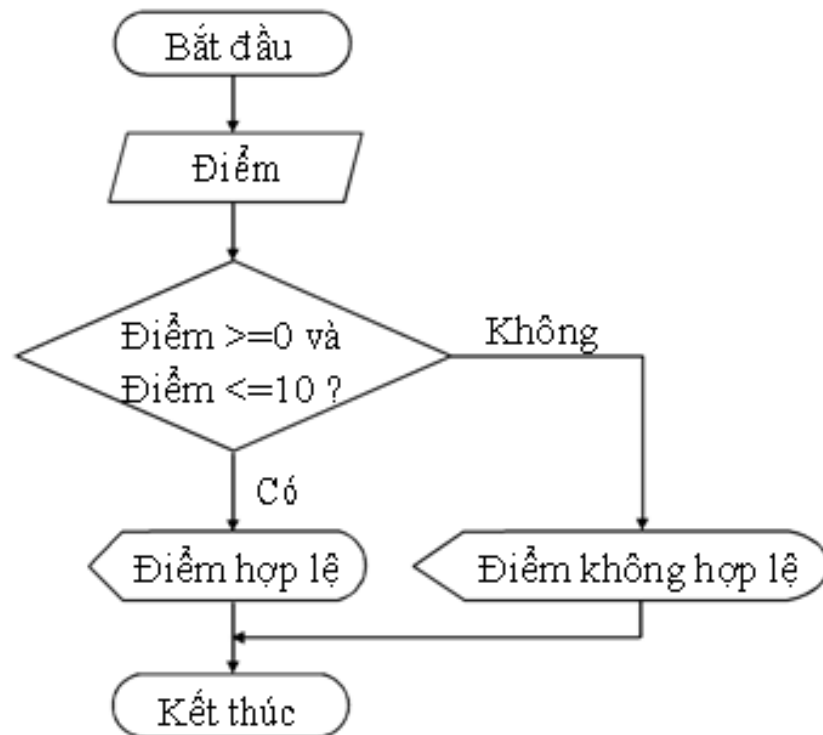 Bắt đầu
Điểm
Điểm >=0 và
Điểm <=10 ?
Không
Có
Điểm hợp lệ
Điểm không hợp lệ
Kết thúc